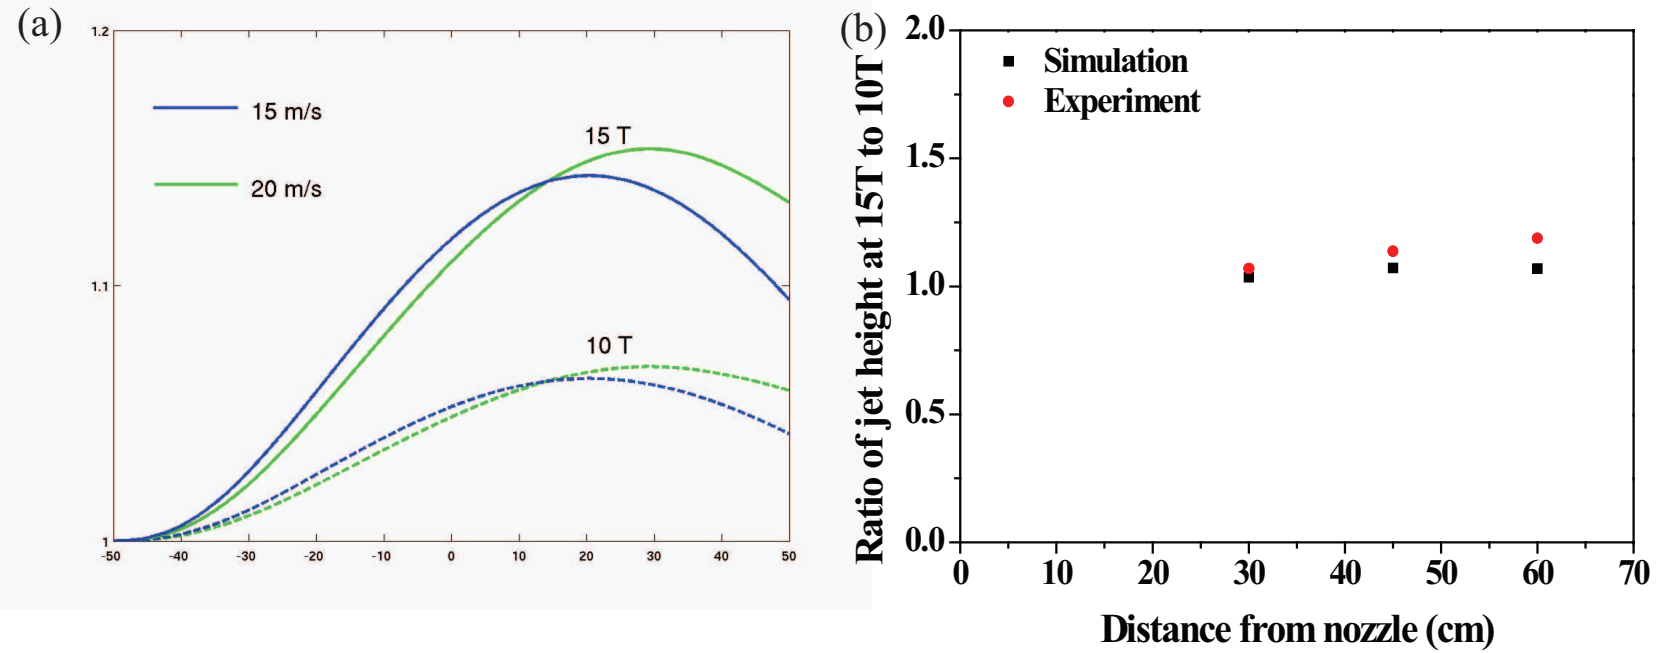 (a)
1.2
15 m/s
20 m/s
15 T
10 T
1.1
1
-50 -40 -30 -20 -10 0 10 20 30 40 50
(b)
Ratio of jet height at 15T to 10T
2.0
1.5
1.0
0.5
0.0
Simulation
Experiment
0 10 20 30 40 50 60 70
Distance from nozzle (cm)